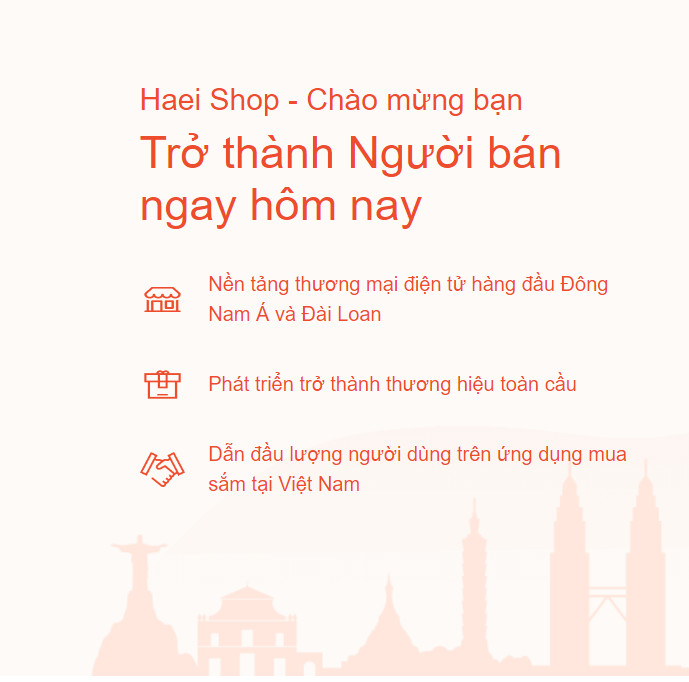 Haei Shop - Chào mừng bạn
Trở thành Người bán
ngay hôm nay
Nền tảng thương mại điện tử hàng đầu Đông
Nam Á và Đài Loan
Phát triển trở thành thương hiệu toàn cầu
Dẫn đầu lượng người dùng trên ứng dụng mua
sắm tại Việt Nam